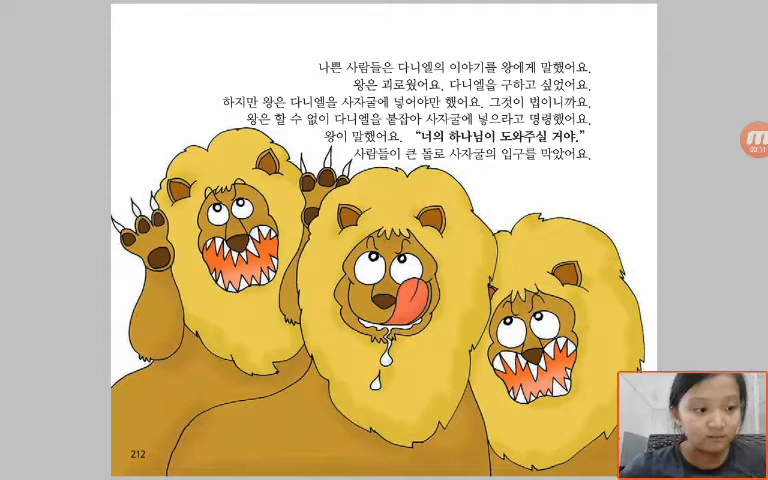 나쁜 사람들은 다니엘의 이야기를 왕에게 말했어요.
왕은 괴로웠어요. 다니엘을 구하고 싶었어요.
하지만 왕은 다니엘을 사자굴에 넣어야만 했어요. 그것이 법이니까요.
왕은 할 수 없이 다니엘을 붙잡아 사자굴에 넣으라고 명령했어요.
왕이 말했어요. “너의 하나님이 도와주실 거야.”
사람들이 큰 돌로 사자굴의 입구를 막았어요.
212